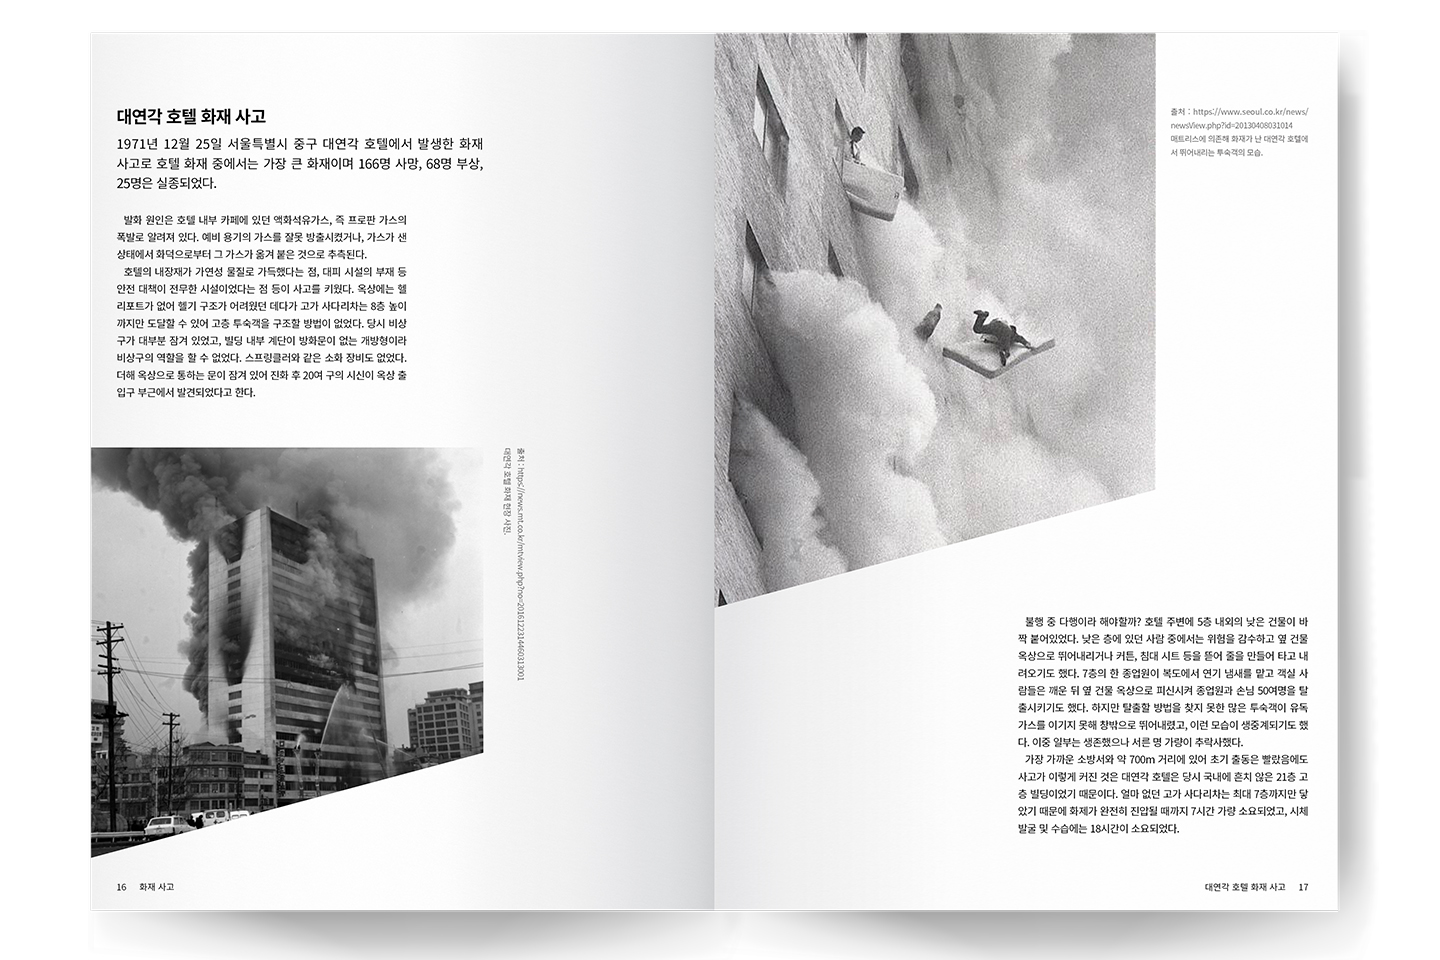 대연각 호텔 화재 사고
1971년 12월 25일 서울특별시 중구 대연각 호텔에서 발생한 화재
사고로 호텔 화재 중에서는 가장 큰 화재이며 166명 사망, 68명 부상,
25명은 실종되었다.
발화 원인은 호텔 내부 카페에 있던 액화석유가스, 즉 프로판 가스의
폭발로 알려져 있다. 예비 용기의 가스를 잘못 방출시켰거나, 가스가 샌
상태에서 화덕으로부터 그 가스가 옮겨 붙은 것으로 추측된다.
호텔의 내장재가 가연성 물질로 가득했다는 점, 대피 시설의 부재 등
안전 대책이 전무한 시설이었다는 점 등이 사고를 키웠다. 옥상에는 헬
리포트가 없어 헬기 구조가 어려웠던 데다가 고가 사다리차는 8층 높이
까지만 도달할 수 있어 고층 투숙객을 구조할 방법이 없었다. 당시 비상
구가 대부분 잠겨 있었고, 빌딩 내부 계단이 방화문이 없는 개방형이라
비상구의 역할을 할 수 없었다. 스프링클러와 같은 소화 장비도 없었다.
더해 옥상으로 통하는 문이 잠겨 있어 진화 후 20여 구의 시신이 옥상 출
입구 부근에서 발견되었다고 한다.
출처 : https://news.mt.co.kr/mtview.php?no=2016122314460313001
대연각 호텔 화재 현장 사진.
16 화재 사고
출처 : https://www.seoul.co.kr/news/
newsView.php?id=20130408031014
매트리스에 의존해 화재가 난 대연각 호텔에
서 뛰어내리는 투숙객의 모습.
불행 중 다행이라 해야할까? 호텔 주변에 5층 내외의 낮은 건물이 바
짝 붙어있었다. 낮은 층에 있던 사람 중에서는 위험을 감수하고 옆 건물
옥상으로 뛰어내리거나 커튼, 침대 시트 등을 뜯어 줄을 만들어 타고 내
려오기도 했다. 7층의 한 종업원이 복도에서 연기 냄새를 맡고 객실 사
람들은 깨운 뒤 옆 건물 옥상으로 피신시켜 종업원과 손님 50여명을 탈
출시키기도 했다. 하지만 탈출할 방법을 찾지 못한 많은 투숙객이 유독
가스를 이기지 못해 창밖으로 뛰어내렸고, 이런 모습이 생중계되기도 했
다. 이중 일부는 생존했으나 서른 명 가량이 추락사했다.
가장 가까운 소방서와 약 700m 거리에 있어 초기 출동은 빨랐음에도
사고가 이렇게 커진 것은 대연각 호텔은 당시 국내에 흔치 않은 21층 고
층 빌딩이었기 때문이다. 얼마 없던 고가 사다리차는 최대 7층까지만 닿
았기 때문에 화제가 완전히 진압될 때까지 7시간 가량 소요되었고, 시체
발굴 및 수습에는 18시간이 소요되었다.
대연각 호텔 화재 사고 17